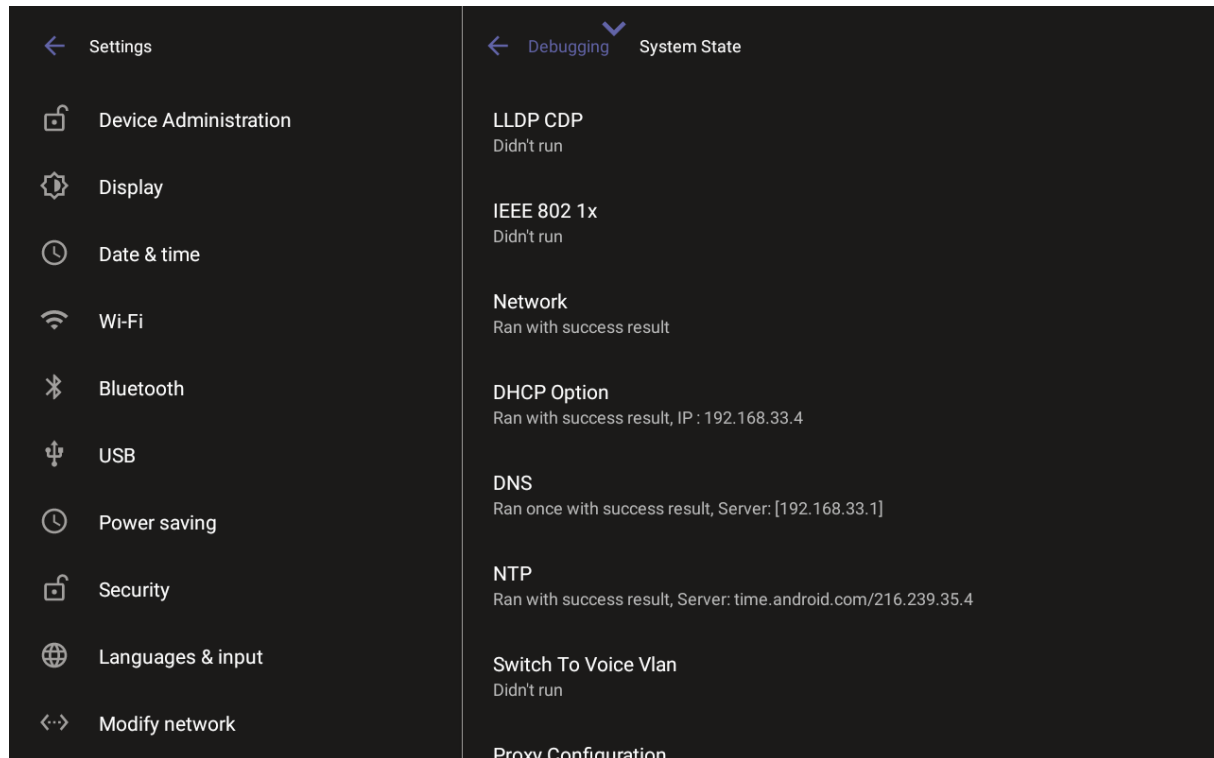 Settings
Device Administration
Display
Date & time
Wi-Fi
Bluetooth
USB
Power saving
Security
Languages & input
Modify network
Debugging System State
LLDP CDP
Didn't run
IEEE 802 1x
Didn't run
Network
Ran with success result
DHCP Option
Ran with success result, IP : 192.168.33.4
DNS
Ran once with success result, Server: [192.168.33.1]
NTP
Ran with success result, Server: time.android.com/216.239.35.4
Switch To Voice Vlan
Didn't run
Proxy Configuration